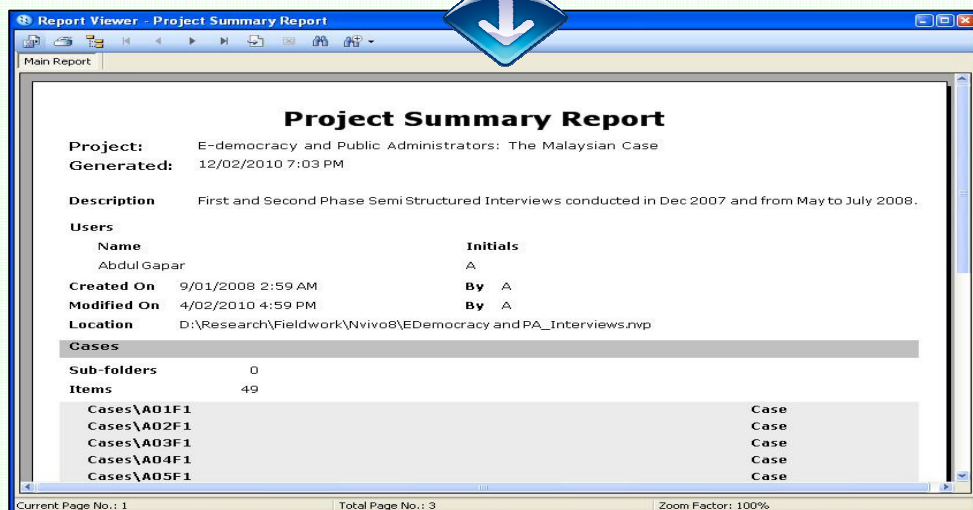 Report Viewer - Project Summary Report
Main Report
Project Summary Report
Project: E-democracy and Public Administrators: The Malaysian Case
Generated: 12/02/2010 7:03 PM
Description First and Second Phase Semi Structured Interviews conducted in Dec 2007 and from May to July 2008.
Users
Name Initials
Abdul Gapar A
Created On 9/01/2008 2:59 AM By A
Modified On 4/02/2010 4:59 PM By A
Location D:\Research\Fieldwork\Nvivo8\EDemocracy and PA_Interviews.nvp
Cases
Sub-folders 0
Items 49
Cases\A01F1 Case
Cases\A02F1 Case
Cases\A03F1 Case
Cases\A04F1 Case
Cases\A05F1 Case
Current Page No.: 1 Total Page No.: 3 Zoom Factor: 100%